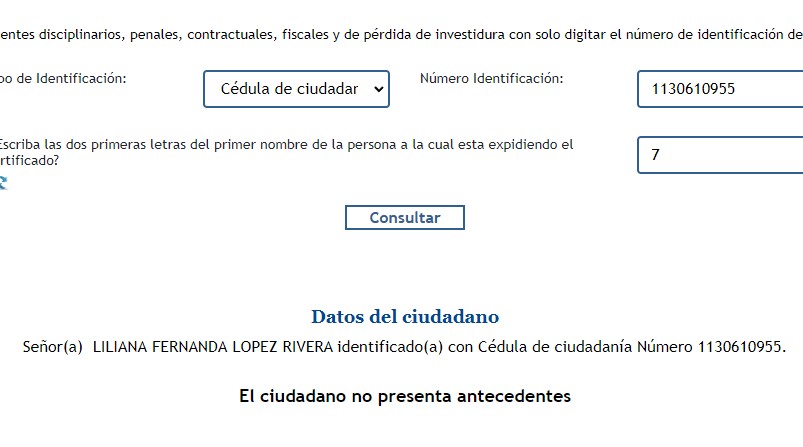 entes disciplinarios, penales, contractuales, fiscales y de pérdida de investidura con solo digitar el número de identificación de
oo de Identificación:
Cédula de ciudadar
Número Identificación:
1130610955
Escriba las dos primeras letras del primer nombre de la persona a la cual esta expidiendo el
rtificado?
7
Consultar
Datos del ciudadano
Señor(a) LILIANA FERNANDA LOPEZ RIVERA identificado(a) con Cédula de ciudadanía Número 1130610955.
El ciudadano no presenta antecedentes